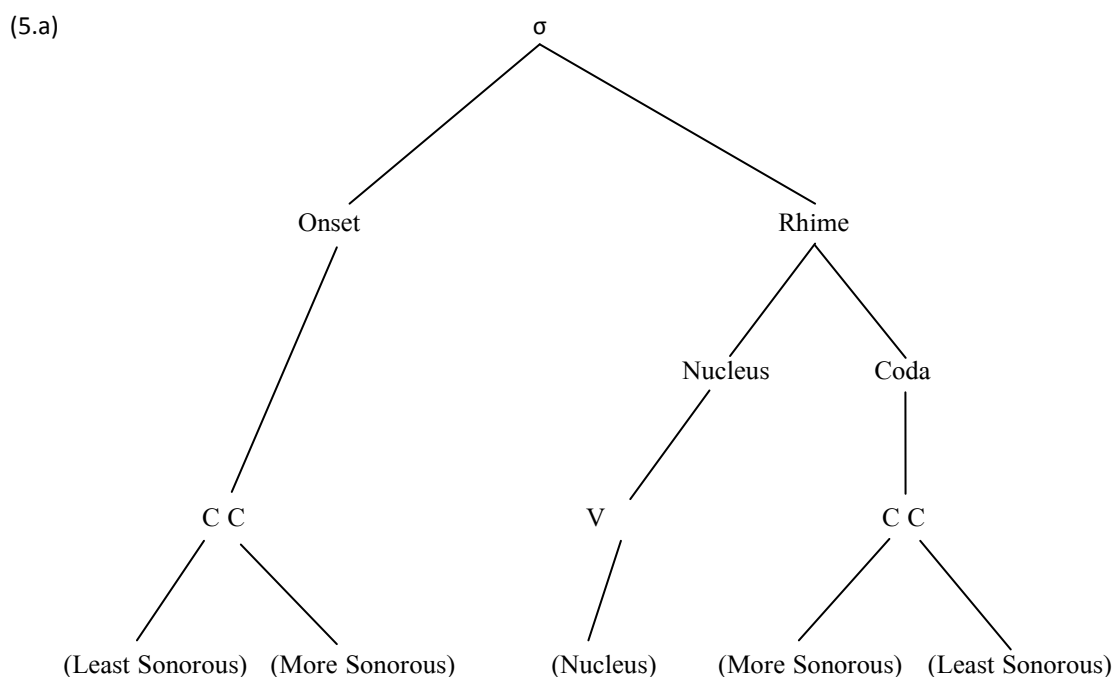 (5.a)
σ
Onset Rhime
Nucleus Coda
C C V C C
(Least Sonorous) (More Sonorous) (Nucleus) (More Sonorous) (Least Sonorous)